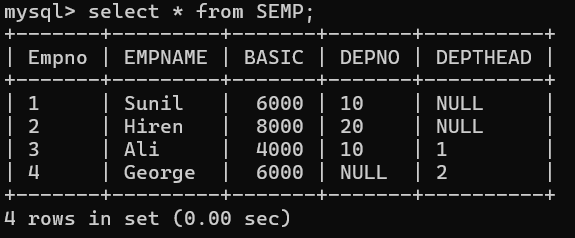 mysql> select * from SEMP;
+-------+---------+-------+-------+----------+
| Empno | EMPNAME | BASIC | DEPNO | DEPTHEAD |
+-------+---------+-------+-------+----------+
| 1     | Sunil   |  6000 | 10    | NULL     |
| 2     | Hiren   |  8000 | 20    | NULL     |
| 3     | Ali     |  4000 | 10    | 1        |
| 4     | George  |  6000 | NULL  | 2        |
+-------+---------+-------+-------+----------+
4 rows in set (0.00 sec)